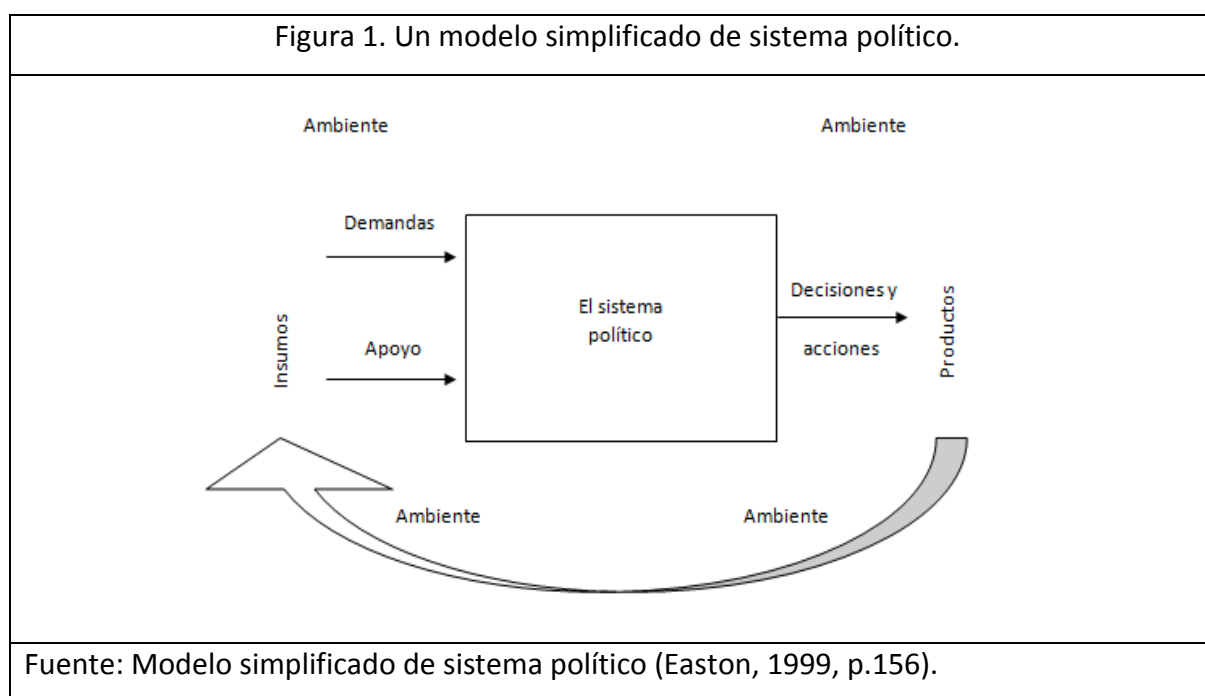 Figura 1. Un modelo simplificado de sistema político.
Ambiente
Ambiente
Demandas
El sistema
político
Decisiones y
acciones
Insumos
Apoyo
Productos
Ambiente
Ambiente
Fuente: Modelo simplificado de sistema político (Easton, 1999, p.156).